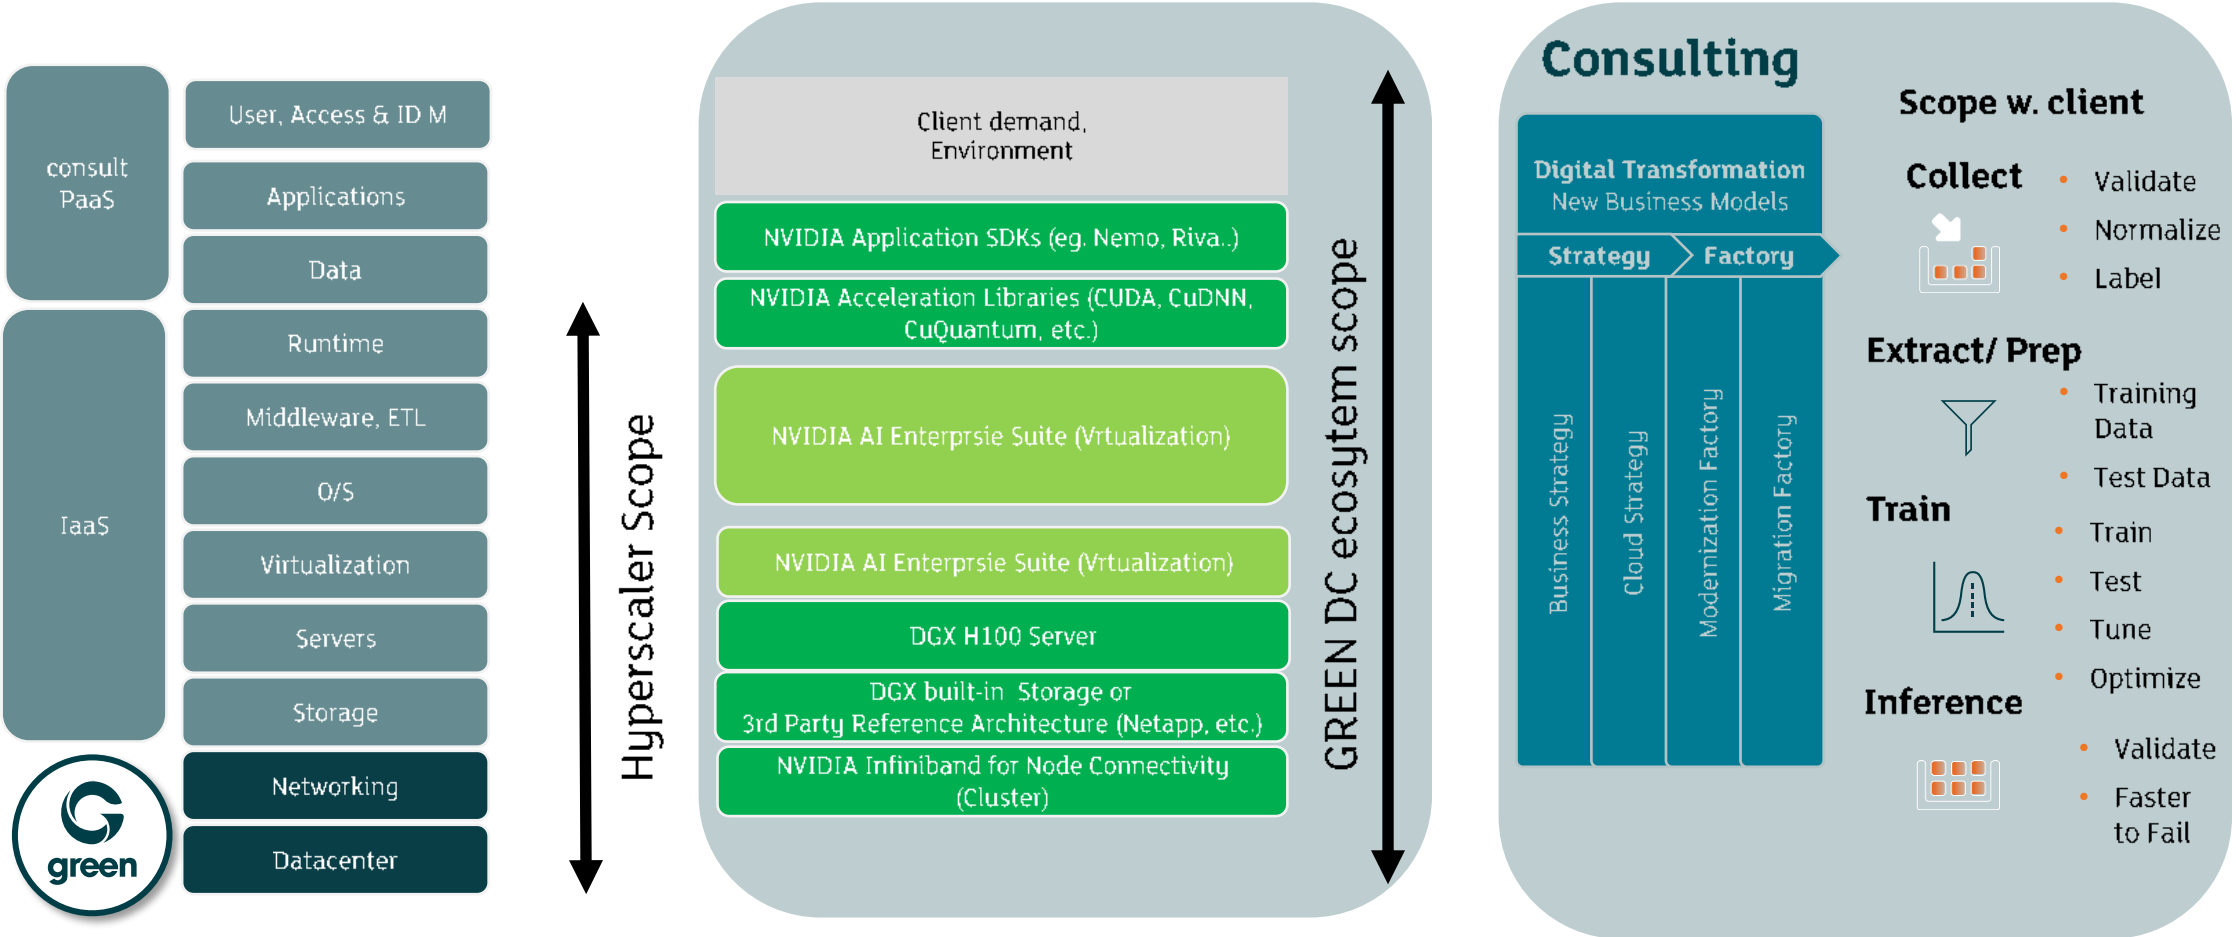 consult
PaaS
IaaS
green
User, Access & ID M
Applications
Data
Runtime
Middleware, ETL
O/S
Virtualization
Servers
Storage
Networking
Datacenter
Hyperscaler Scope
Client demand,
Environment
NVIDIA Application SDKs (eg. Nemo, Riva..)
NVIDIA Acceleration Libraries (CUDA, CuDNN,
CuQuantum, etc.)
NVIDIA AI Enterprsie Suite (Vrtualization)
NVIDIA AI Enterprsie Suite (Vrtualization)
DGX H100 Server
DGX built-in Storage or
3rd Party Reference Architecture (Netapp, etc.)
NVIDIA Infiniband for Node Connectivity
(Cluster)
GREEN DC ecosytem scope
Consulting
Digital Transformation
New Business Models
Strategy
Factory
Business Strategy
Cloud Strategy
Modernization Factory
Migration Factory
Scope w. client
Collect
• Validate
• Normalize
• Label
Extract/ Prep
• Training
Data
• Test Data
Train
• Train
• Test
• Tune
• Optimize
Inference
• Validate
• Faster
to Fail